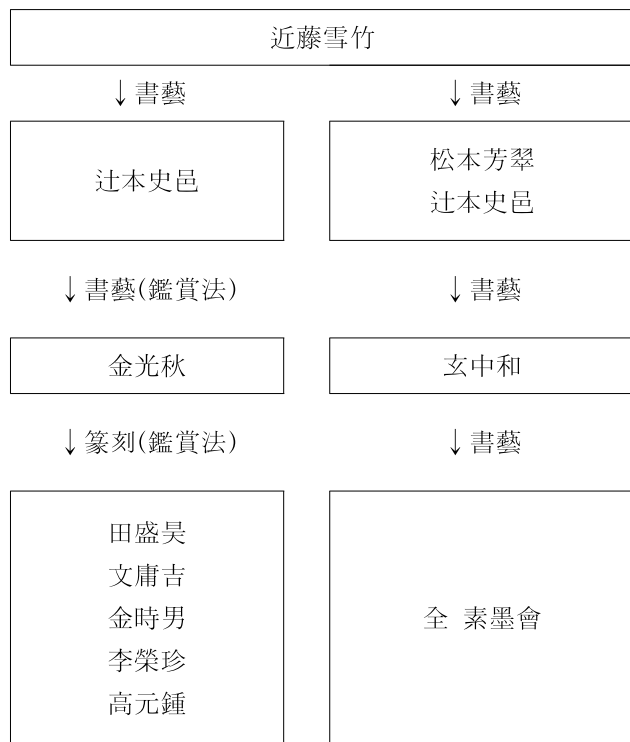 近藤雪竹
↓書藝
↓書藝
辻本史邑
松本芳翠
辻本史邑
↓書藝(鑑賞法)
↓書藝
金光秋
玄中和
↓篆刻(鑑賞法)
↓書藝
田盛昊
文庸吉
金時男
李榮珍
高元鍾
全 素墨會